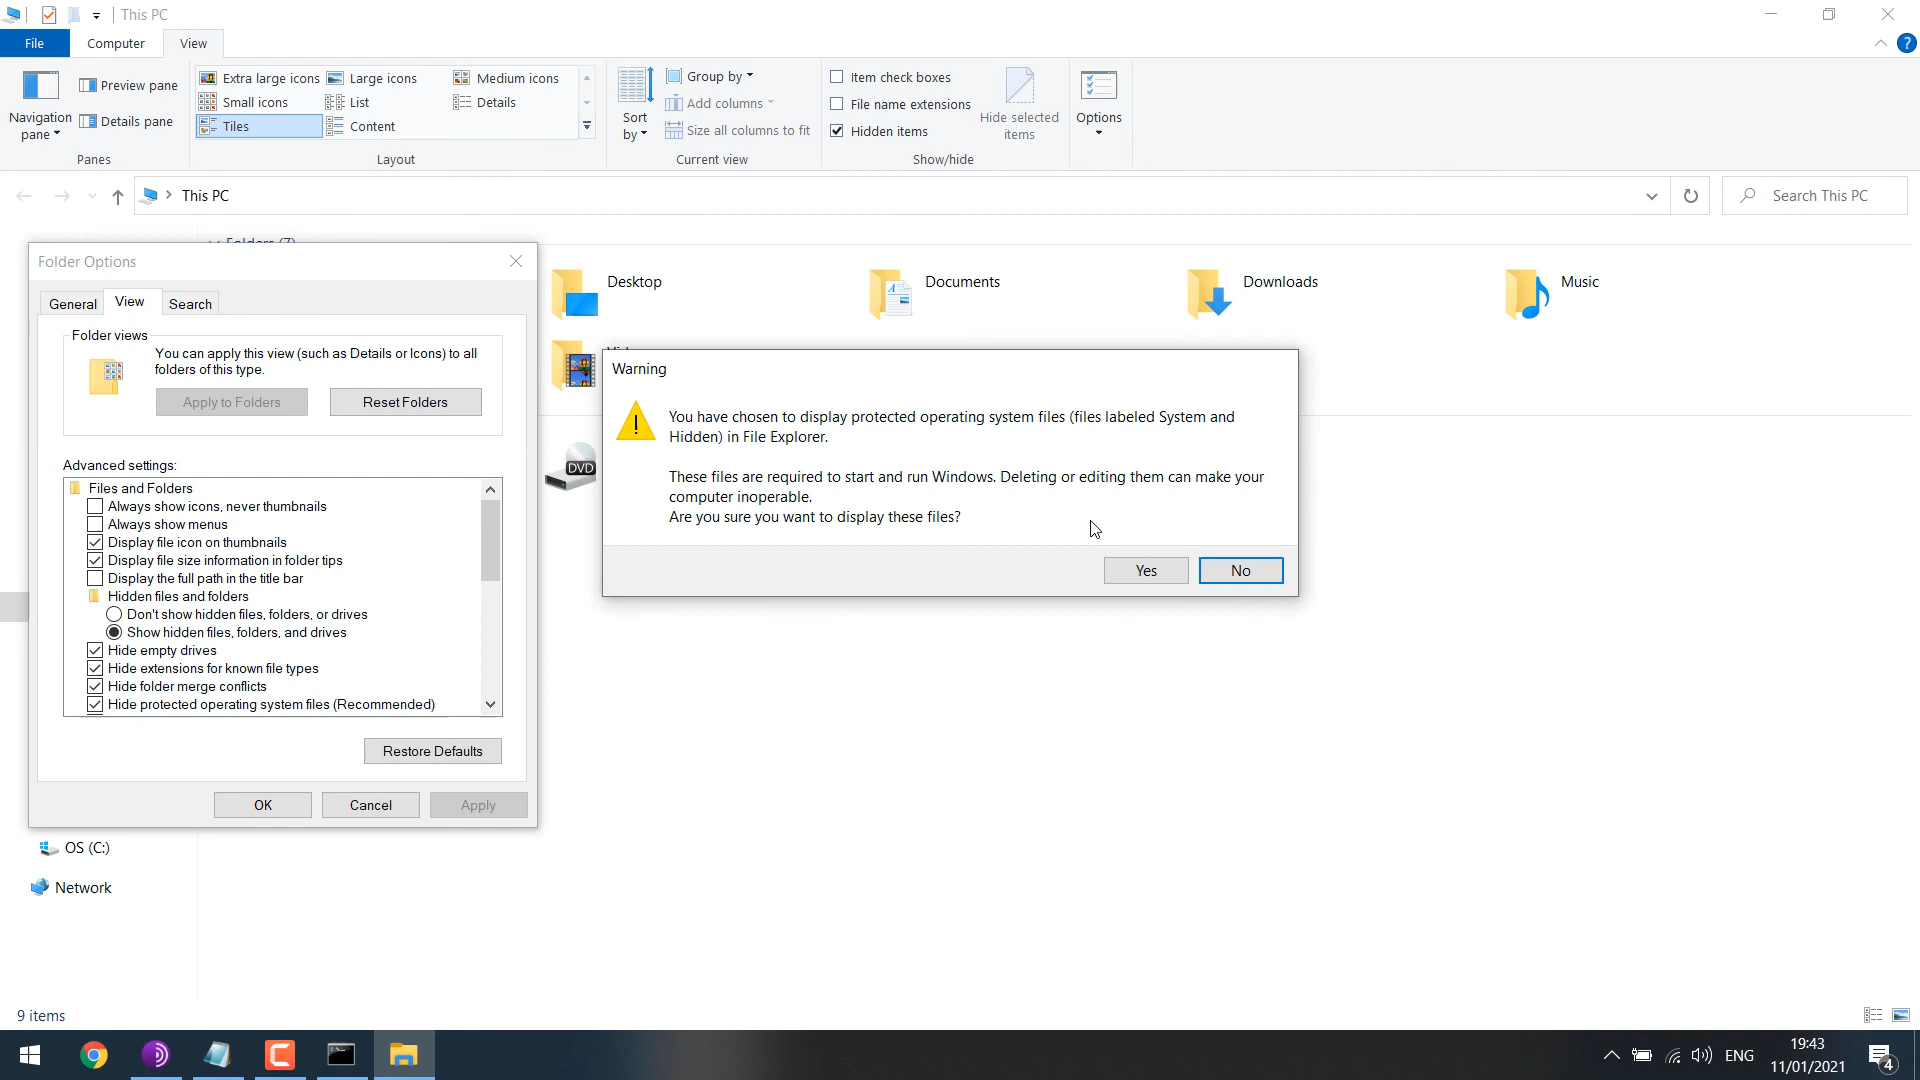 This PC
File
Computer
View
?
Navigation
pane
Preview pane
Details pane
Panes
Extra large icons
Large icons
Medium icons
Small icons
List
Details
Tiles
Content
Layout
Sort
by
Group by
Add columns
Size all columns to fit
Current view
Item check boxes
File name extensions
Hidden items
Hide selected
items
Show/hide
Options
This PC
Search This PC
Folders (7)
Desktop
Documents
Downloads
Music
DVD
Folder Options
General
View
Search
Folder views
You can apply this view (such as Details or Icons) to all
folders of this type.
Apply to Folders
Reset Folders
Advanced settings:
Files and Folders
Always show icons, never thumbnails
Always show menus
Display file icon on thumbnails
Display file size information in folder tips
Display the full path in the title bar
Hidden files and folders
Don't show hidden files, folders, or drives
Show hidden files, folders, and drives
Hide empty drives
Hide extensions for known file types
Hide folder merge conflicts
Hide protected operating system files (Recommended)
Restore Defaults
OK
Cancel
Apply
Warning
You have chosen to display protected operating system files (files labeled System and
Hidden) in File Explorer.
These files are required to start and run Windows. Deleting or editing them can make your
computer inoperable.
Are you sure you want to display these files?
Yes
No
OS (C:)
Network
9 items
ENG
19:43
11/01/2021
4